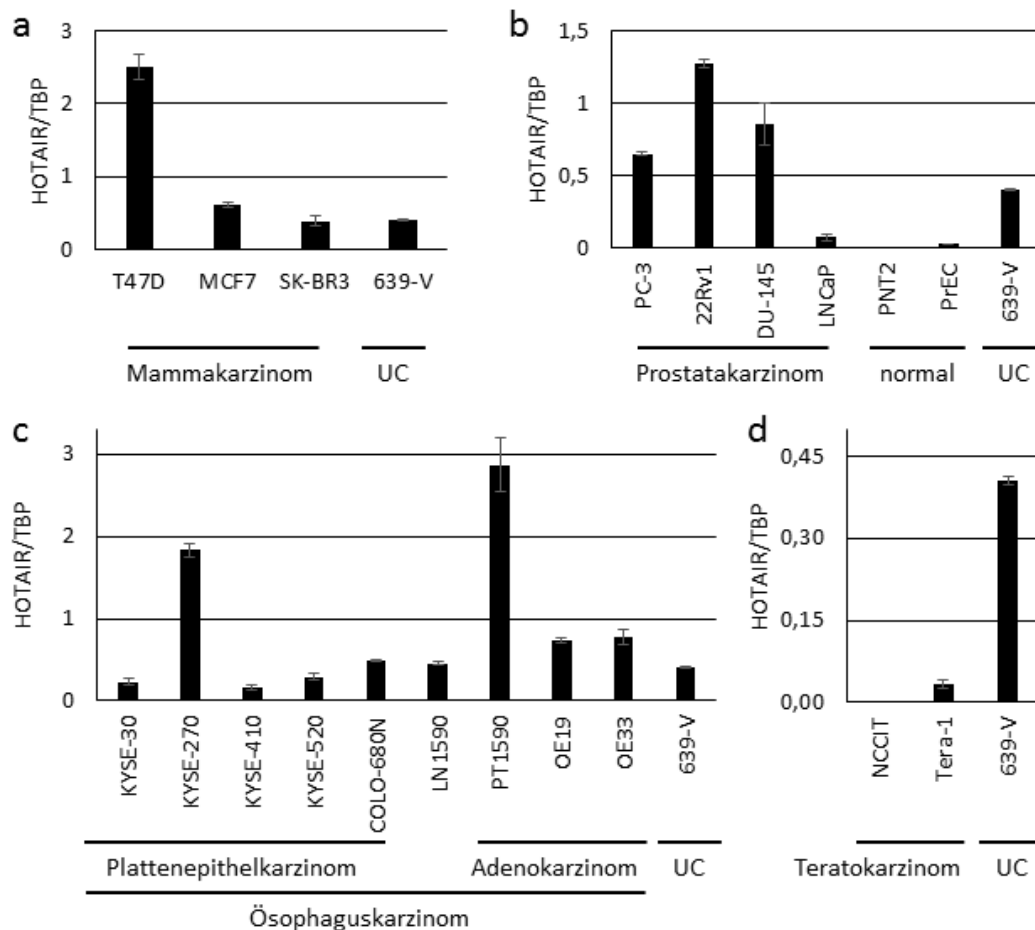 a
3
2
1
0
HOTAIR/TBP
T47D MCF7 SK-BR3 639-V
Mammakarzinom UC
b
1,5
1
0,5
0
HOTAIR/TBP
PC-3 22Rv1 DU-145 LNCaP PNT2 PrEC 639-V
Prostatakarzinom normal UC
c
3
2
1
0
HOTAIR/TBP
KYSE-30 KYSE-270 KYSE-410 KYSE-520 COLO-680N LN1590 PT1590 OE19 OE33 639-V
Plattenepithelkarzinom Adenokarzinom UC
Ösophaguskarzinom
d
0,45
0,30
0,15
0,00
HOTAIR/TBP
NCCIT Tera-1 639-V
Teratokarzinom UC